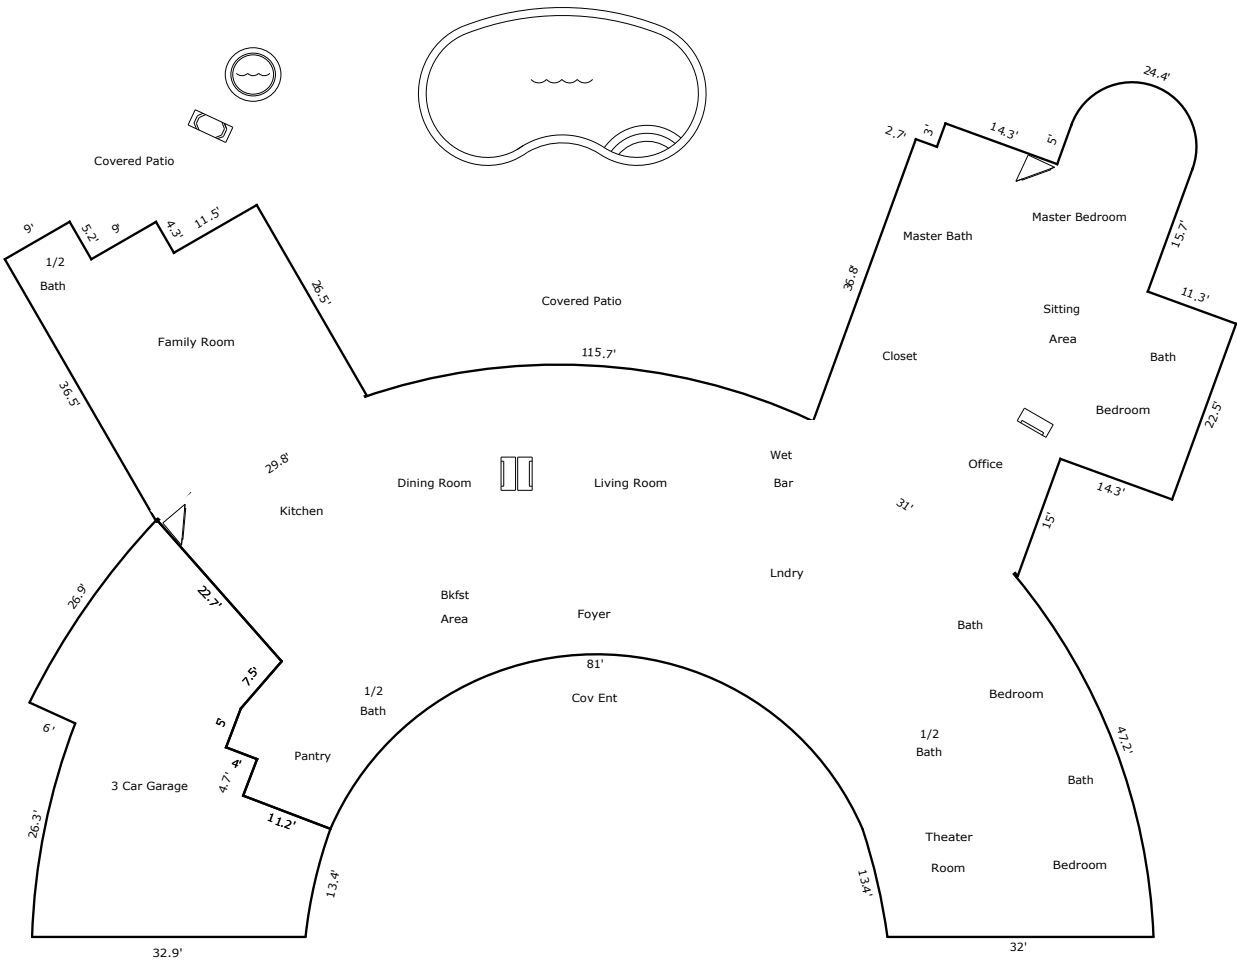 24.4'
2.7'
3'
14.3'
5'
Covered Patio
9'
5.2'
9'
4.3'
11.5'
Master Bedroom
Master Bath
15.7'
1/2
Bath
26.5'
36.8'
11.3'
Covered Patio
Sitting
Area
Family Room
115.7'
Closet
Bath
36.5'
Bedroom
22.5'
29.8'
Wet
Bar
Office
Dining Room
Living Room
14.3'
Kitchen
31'
15'
26.9'
22.7'
Lndry
Bkfst
Area
Foyer
Bath
81'
7.5'
1/2
Bath
Cov Ent
Bedroom
6'
5'
1/2
Bath
47.2'
4'
Pantry
4.7'
3 Car Garage
Bath
26.3'
11.2'
Theater
Room
Bedroom
13.4'
13.4'
32.9'
32'